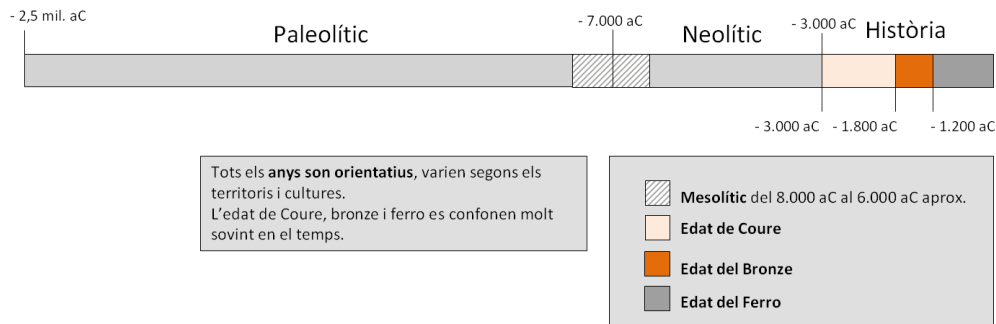 - 2,5 mil. aC
- 7.000 aC
- 3.000 aC
Paleolític
Neolític
Història
- 3.000 aC
- 1.800 aC
- 1.200 aC
Tots els anys son orientatius, varien segons els
territoris i cultures.
L’edat de Coure, bronze i ferro es confonen molt
sovint en el temps.
Mesolític del 8.000 aC al 6.000 aC aprox.
Edat de Coure
Edat del Bronze
Edat del Ferro